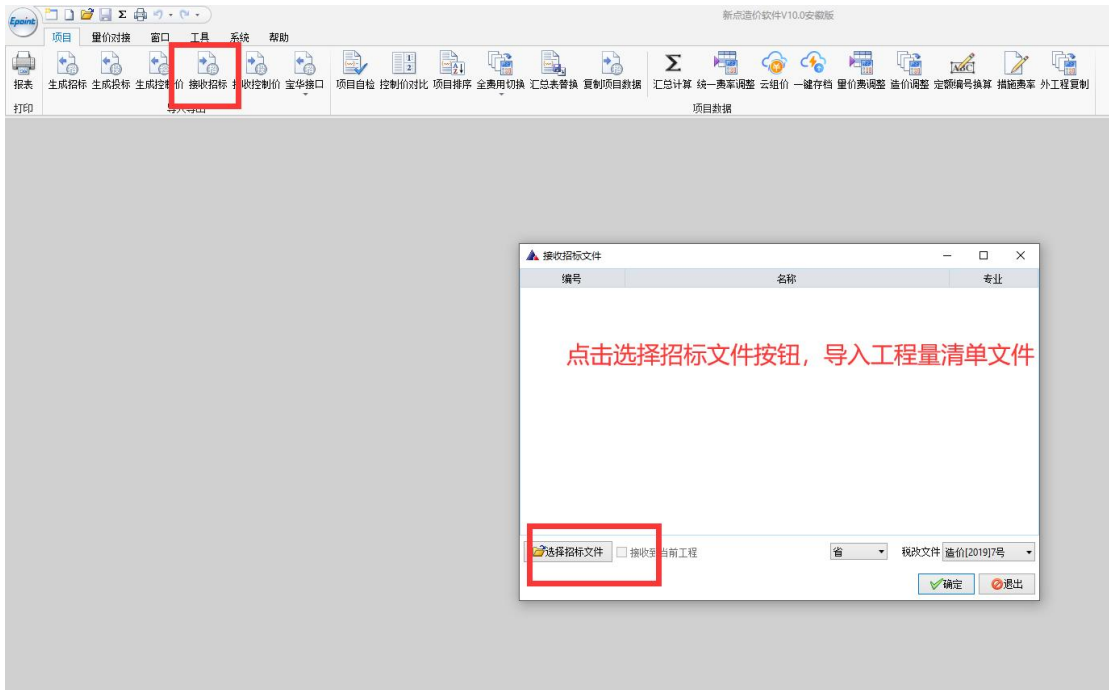 Epoint
新点造价软件V10.0安徽版
项目 量价对接 窗口 工具 系统 帮助
报表 生成招标 生成投标 生成控制价 接收招标 接收控制价 宝华接口 项目自检 控制价对比 项目排序 全费用切换 汇总表替换 复制项目数据 汇总计算 统一费率调整 云组价 一键存档 量价费调整 造价调整 定额编号换算 措施费率 外工程复制
打印 导入导出 项目数据
接收招标文件
编号 名称 专业
点击选择招标文件按钮，导入工程量清单文件
选择招标文件 接收到当前工程 省 税改文件 造价[2019]7号
确定 退出